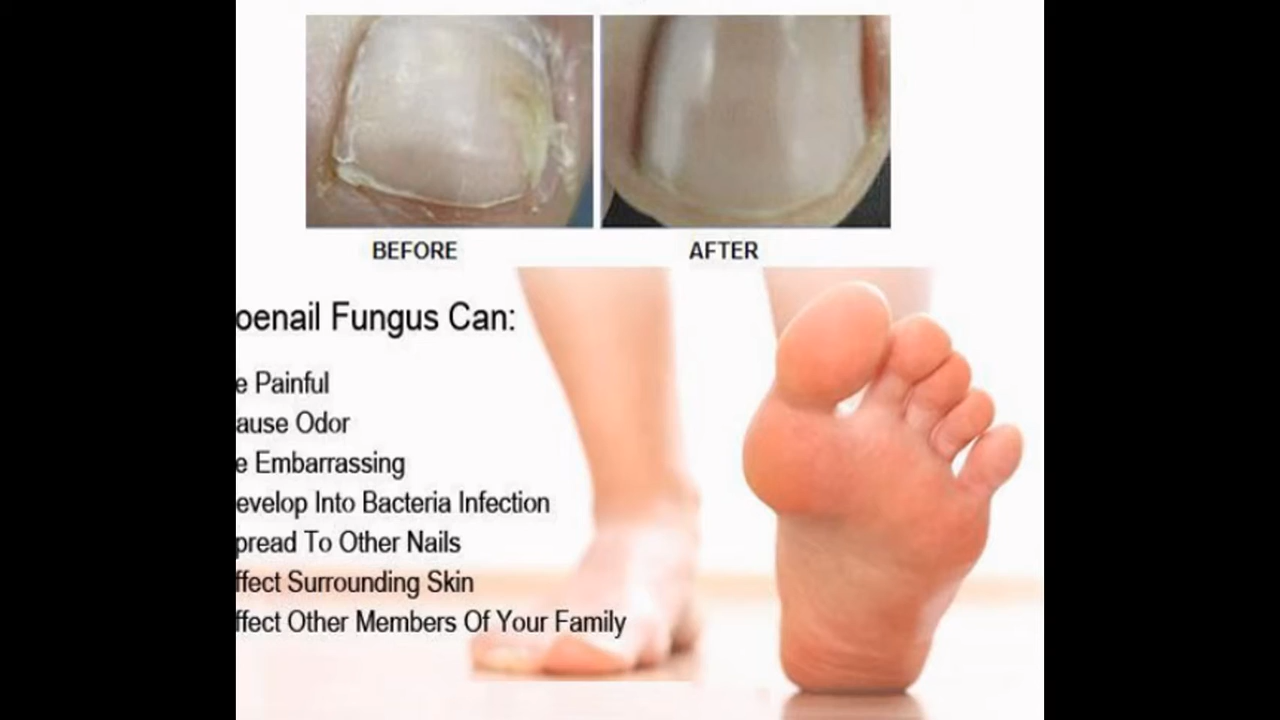 BEFORE AFTER
oenail Fungus Can:
e Painful
ause Odor
e Embarrassing
evelop Into Bacteria Infection
pread To Other Nails
ffect Surrounding Skin
ffect Other Members Of Your Family